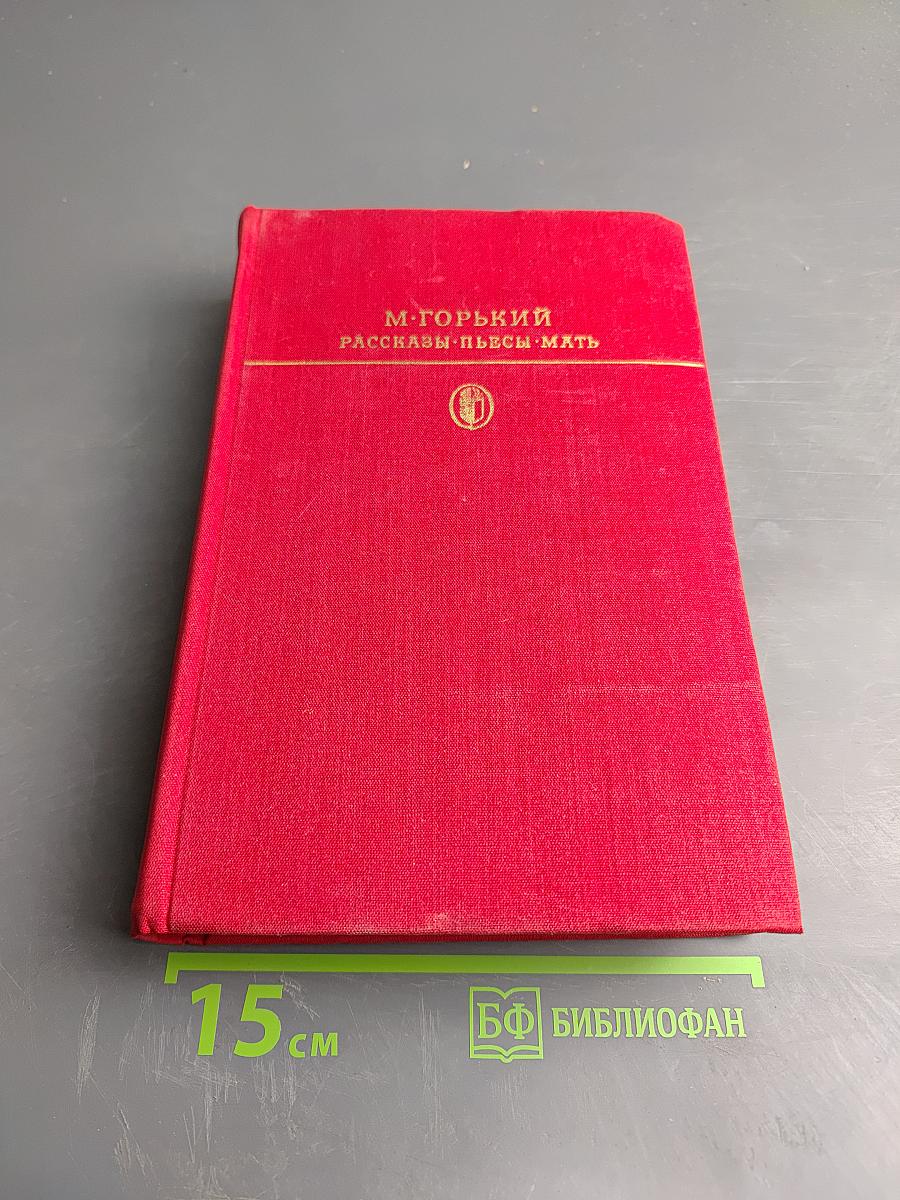 М·ГОРЬКИЙ
РАССКАЗЫ·ПЬЕСЫ·МАТЬ
15 см
БФ БИБЛИОФАН